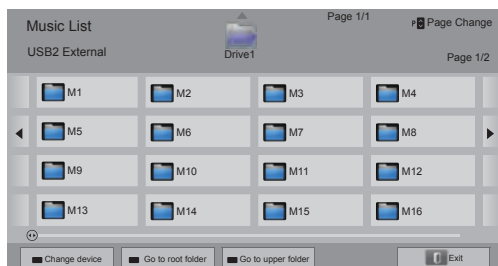 Music List
Page 1/1
P Page Change
USB2 External
Drive1
Page 1/2
M1
M2
M3
M4
M5
M6
M7
M8
M9
M10
M11
M12
M13
M14
M15
M16
Change device
Go to root folder
Go to upper folder
Exit